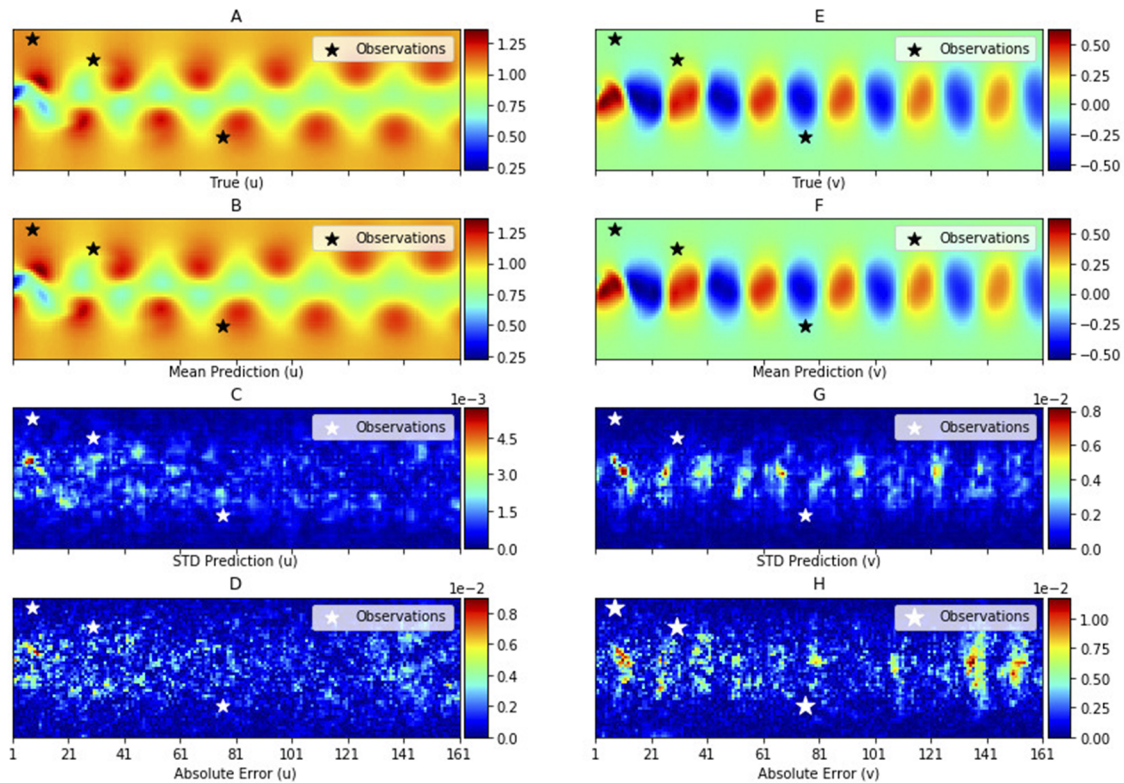 A
Observations
1.25
1.00
0.75
0.50
0.25
True (u)
E
Observations
0.50
0.25
0.00
−0.25
−0.50
True (v)
B
Observations
1.25
1.00
0.75
0.50
0.25
Mean Prediction (u)
F
Observations
0.50
0.25
0.00
−0.25
−0.50
Mean Prediction (v)
C
1e−3
Observations
4.5
3.0
1.5
0.0
STD Prediction (u)
G
1e−2
Observations
0.8
0.6
0.4
0.2
0.0
STD Prediction (v)
D
1e−2
Observations
0.8
0.6
0.4
0.2
0.0
1 21 41 61 81 101 121 141 161
Absolute Error (u)
H
1e−2
Observations
1.00
0.75
0.50
0.25
0.00
1 21 41 61 81 101 121 141 161
Absolute Error (v)